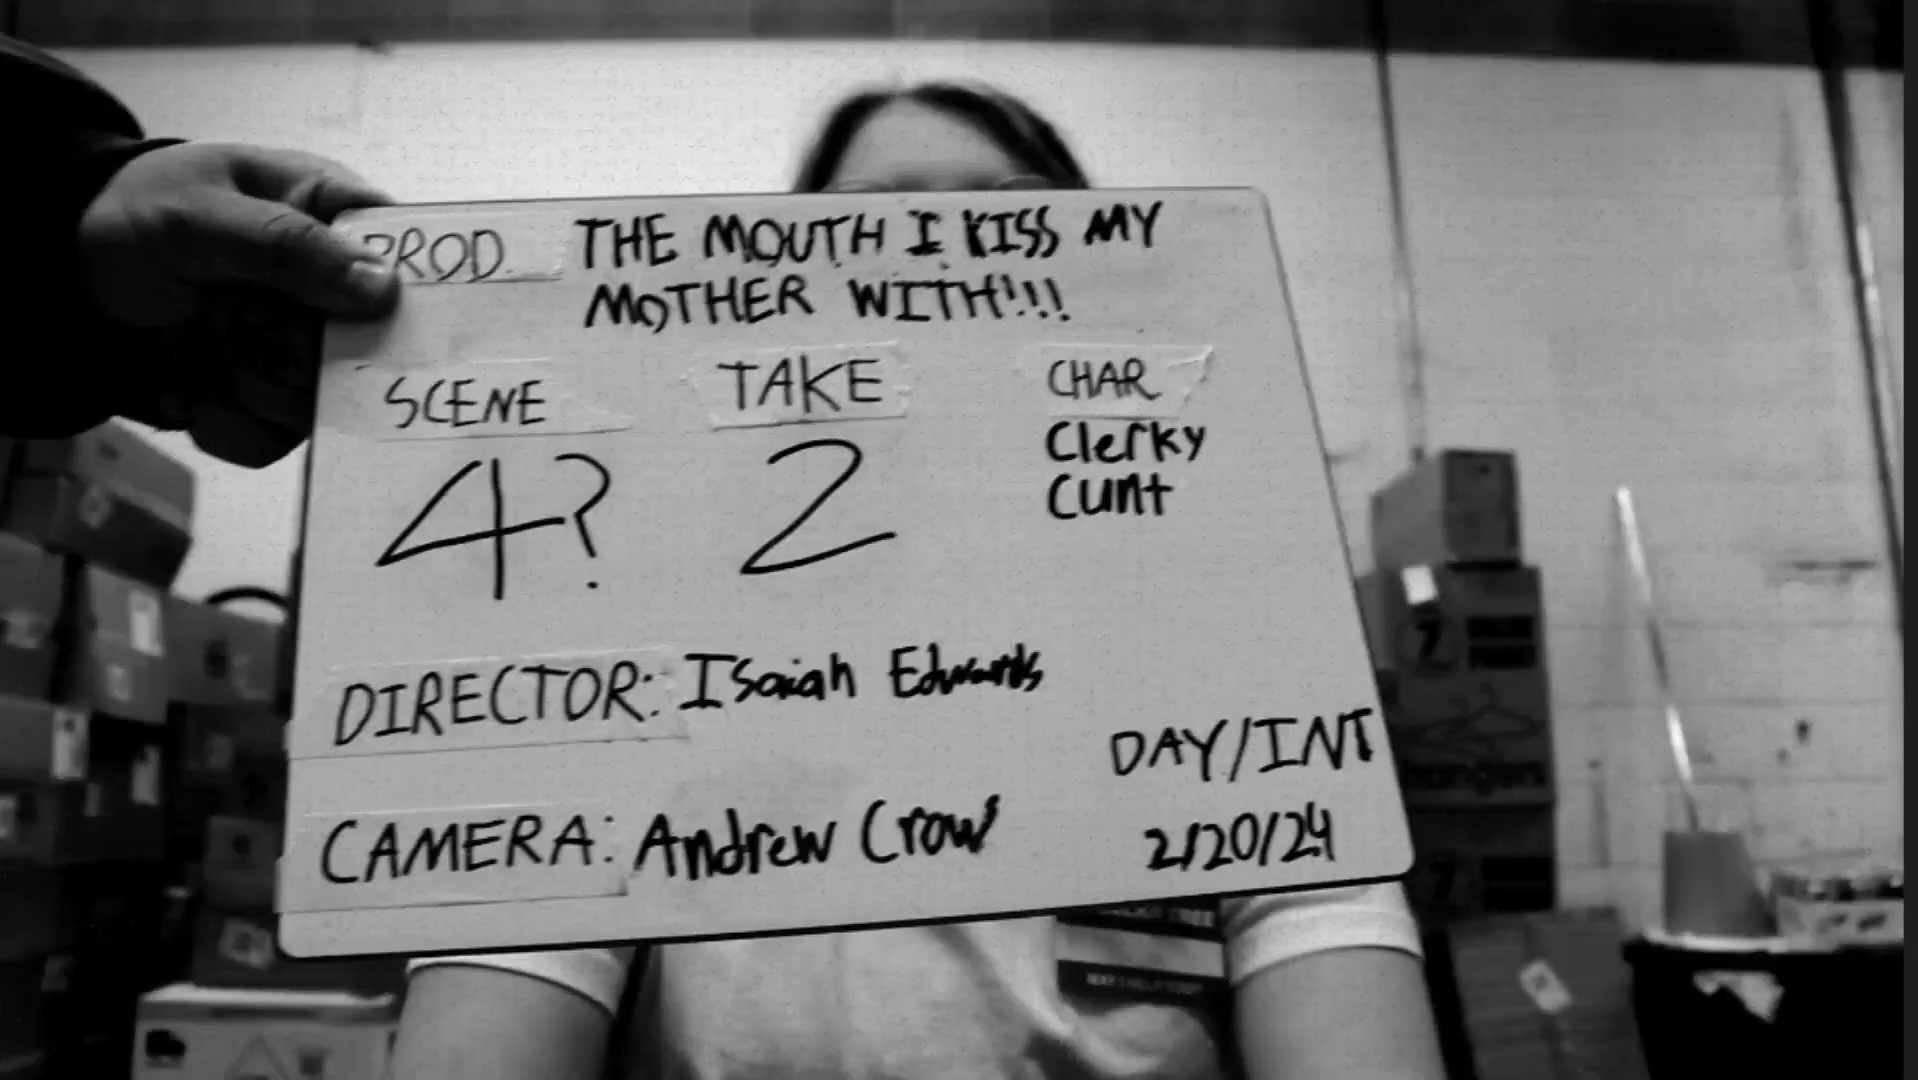 PROD. THE MOUTH I KISS MY
MOTHER WITH!!!
SCENE TAKE CHAR
4? 2 Clerky
Cunt
DIRECTOR: Isaiah Edwards
DAY/INT
CAMERA: Andrew Crow
2/20/24
hangers